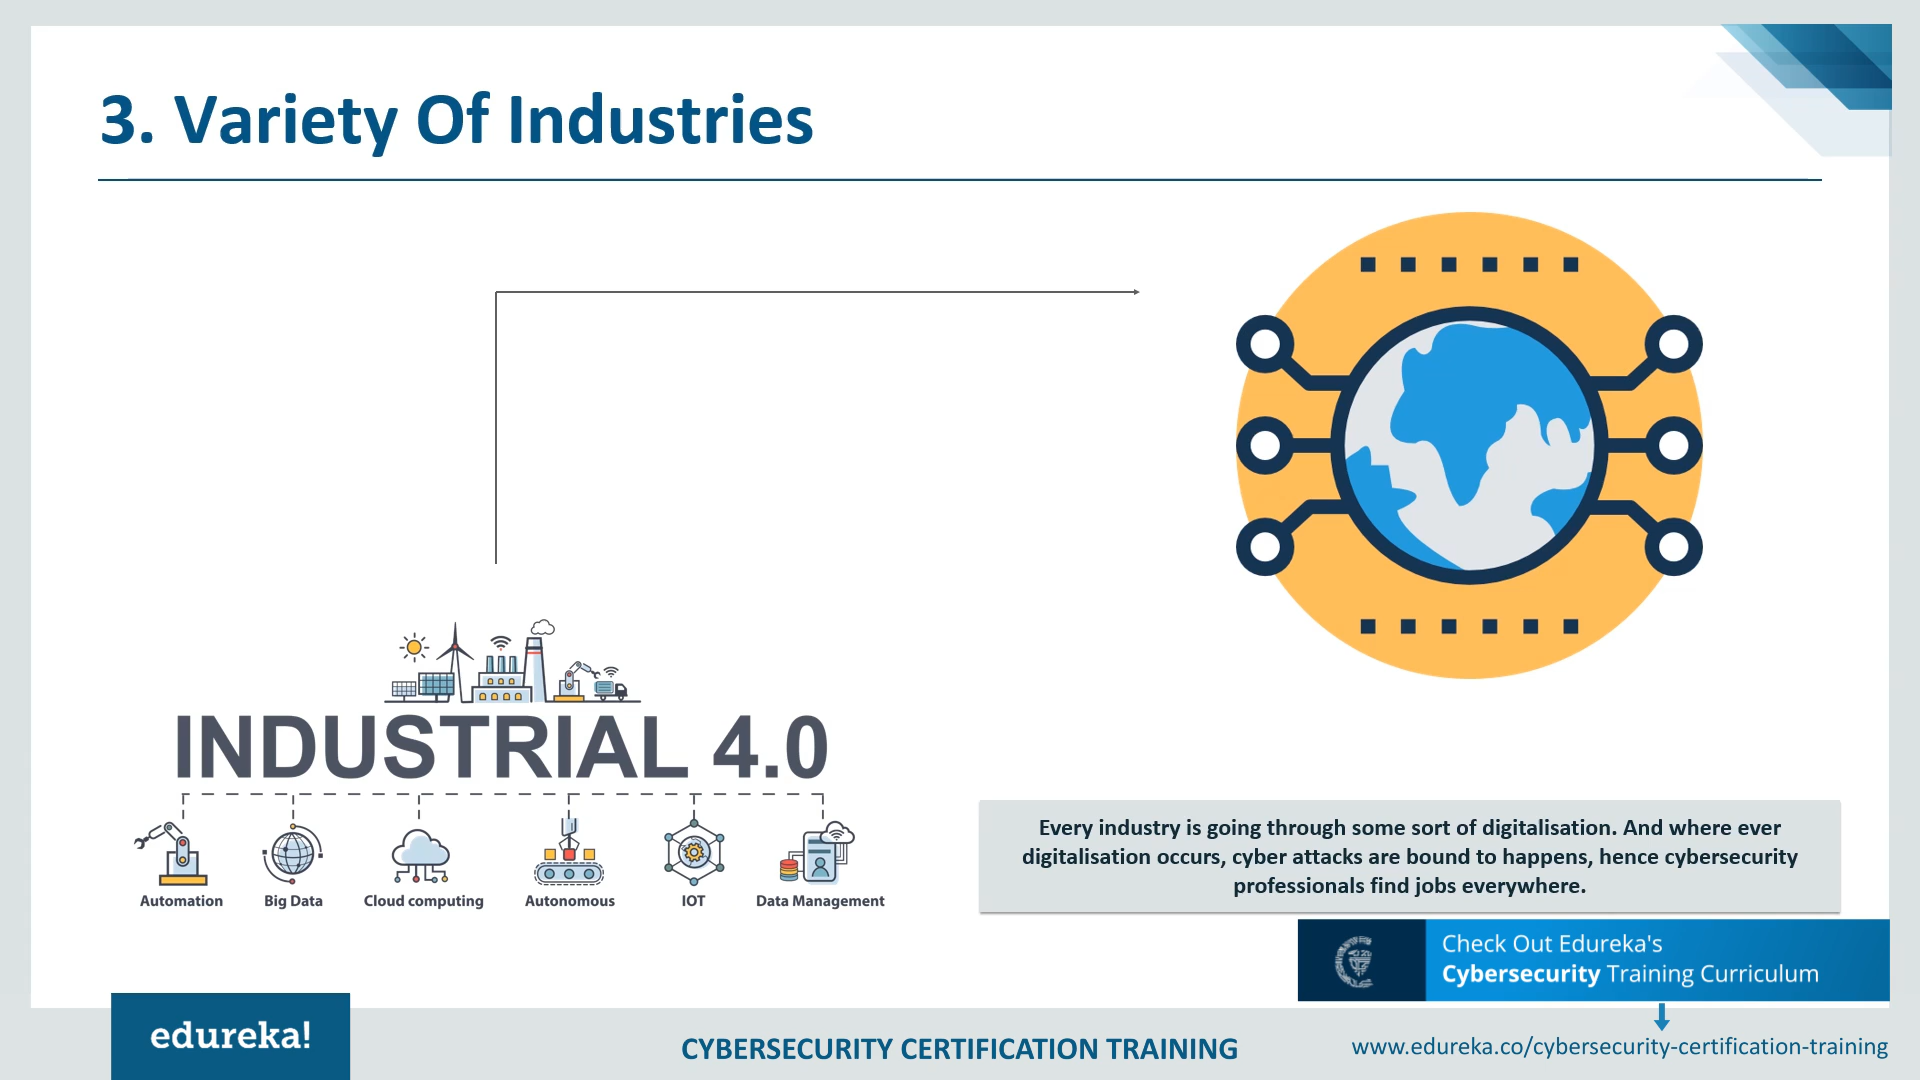 3. Variety Of Industries
INDUSTRIAL 4.0
Automation
Big Data
Cloud computing
Autonomous
IOT
Data Management
Every industry is going through some sort of digitalisation. And where ever
digitalisation occurs, cyber attacks are bound to happens, hence cybersecurity
professionals find jobs everywhere.
Check Out Edureka's
Cybersecurity Training Curriculum
edureka!
CYBERSECURITY CERTIFICATION TRAINING
www.edureka.co/cybersecurity-certification-training